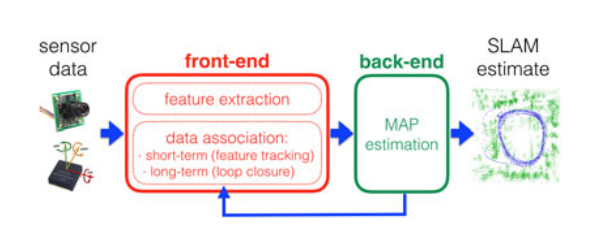 sensor
data
front-end
feature extraction
data association:
- short-term (feature tracking)
- long-term (loop closure)
back-end
MAP
estimation
SLAM
estimate